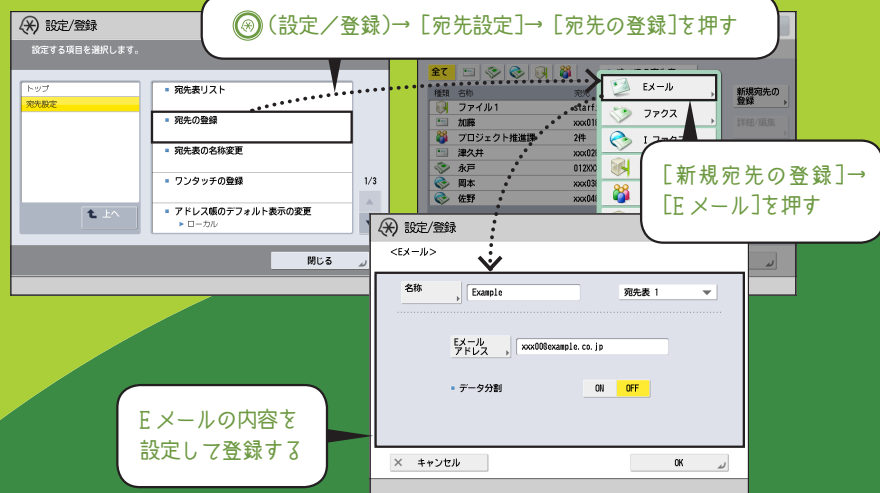 (設定／登録)→［宛先設定］→［宛先の登録］を押す
設定/登録
設定する項目を選択します。
トップ
宛先設定
宛先表リスト
宛先の登録
宛先表の名称変更
ワンタッチの登録
アドレス帳のデフォルト表示の変更
ローカル
1/3
上へ
閉じる
全て
種類 名称
ファイル1
加藤
プロジェクト推進課 2件
津久井
永戸
岡本
佐野
Eメール
ファクス
新規宛先の
登録
詳細/編集
［新規宛先の登録］→
［Eメール］を押す
設定/登録
<Eメール>
名称 Example 宛先表 1
Eメール
アドレス xxx008example.co.jp
データ分割 ON OFF
キャンセル OK
Eメールの内容を
設定して登録する